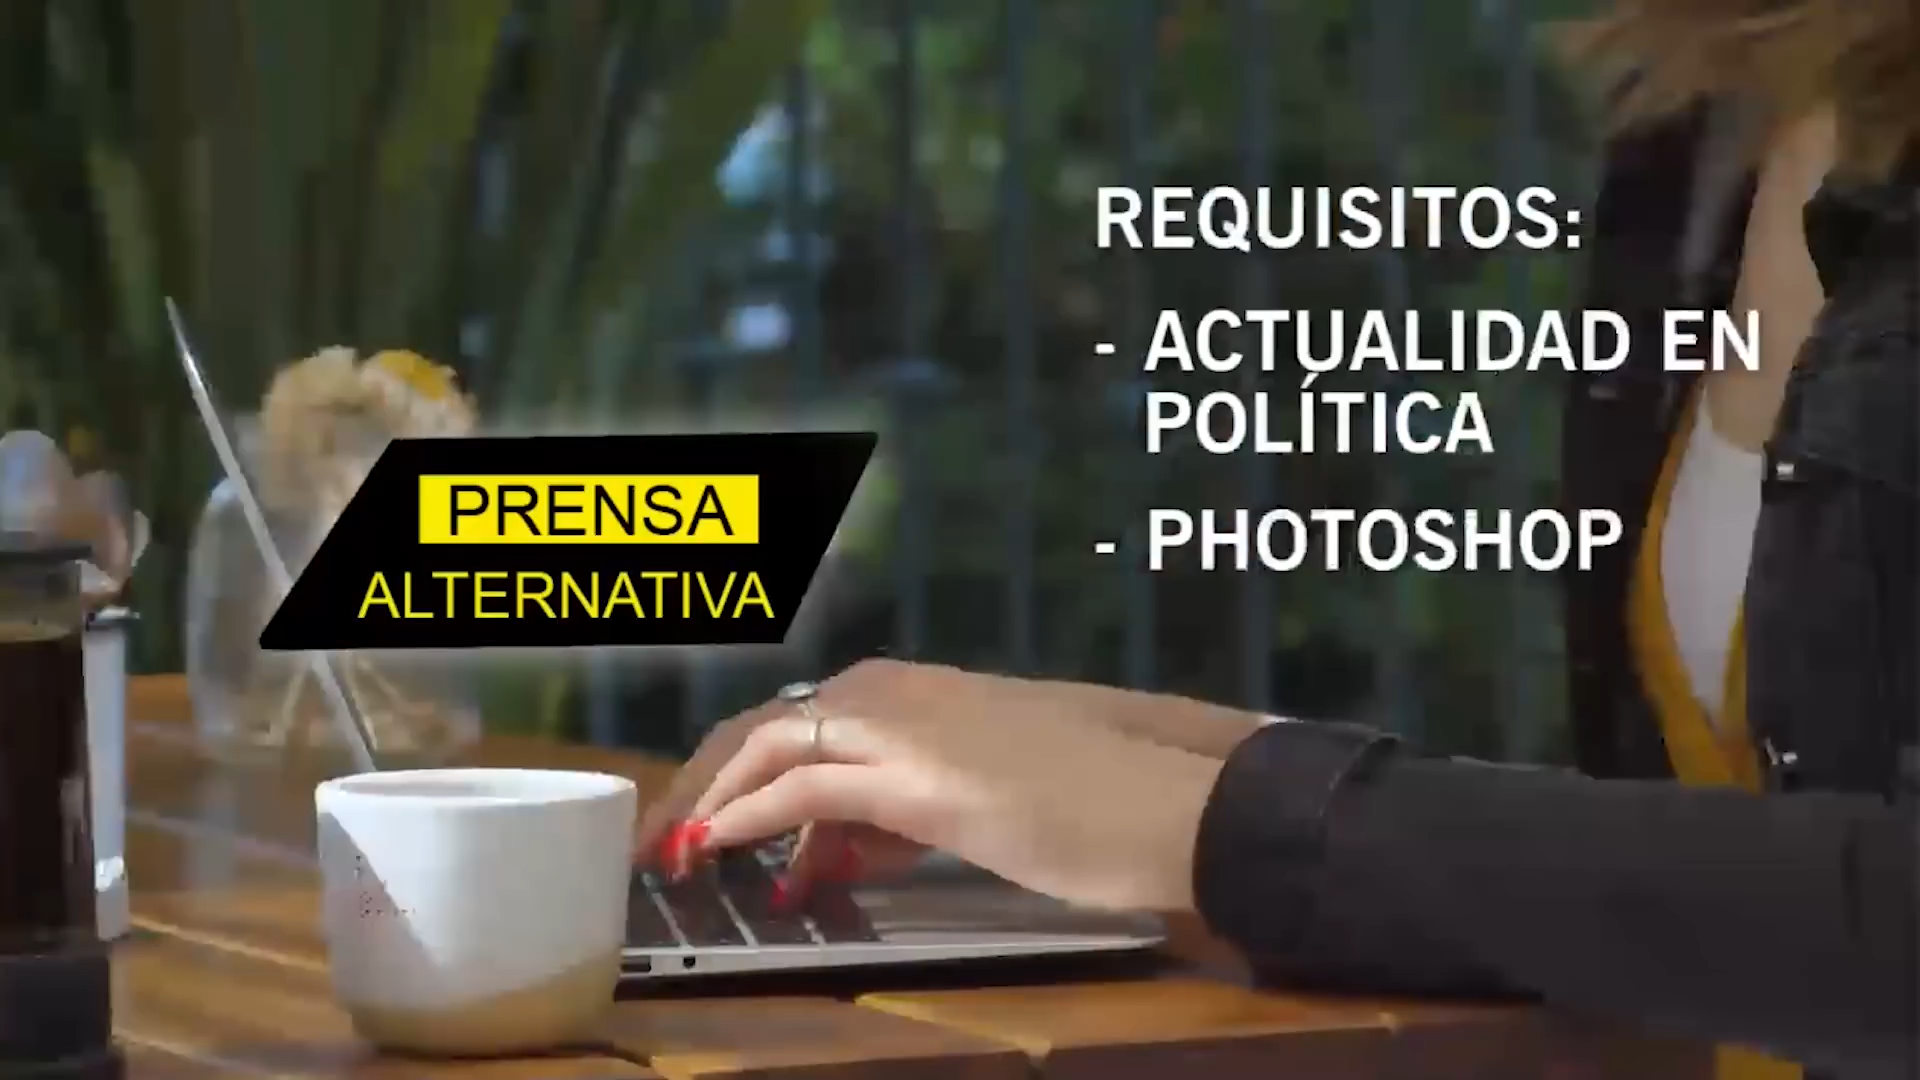 REQUISITOS:
- ACTUALIDAD EN
POLÍTICA
- PHOTOSHOP
PRENSA
ALTERNATIVA